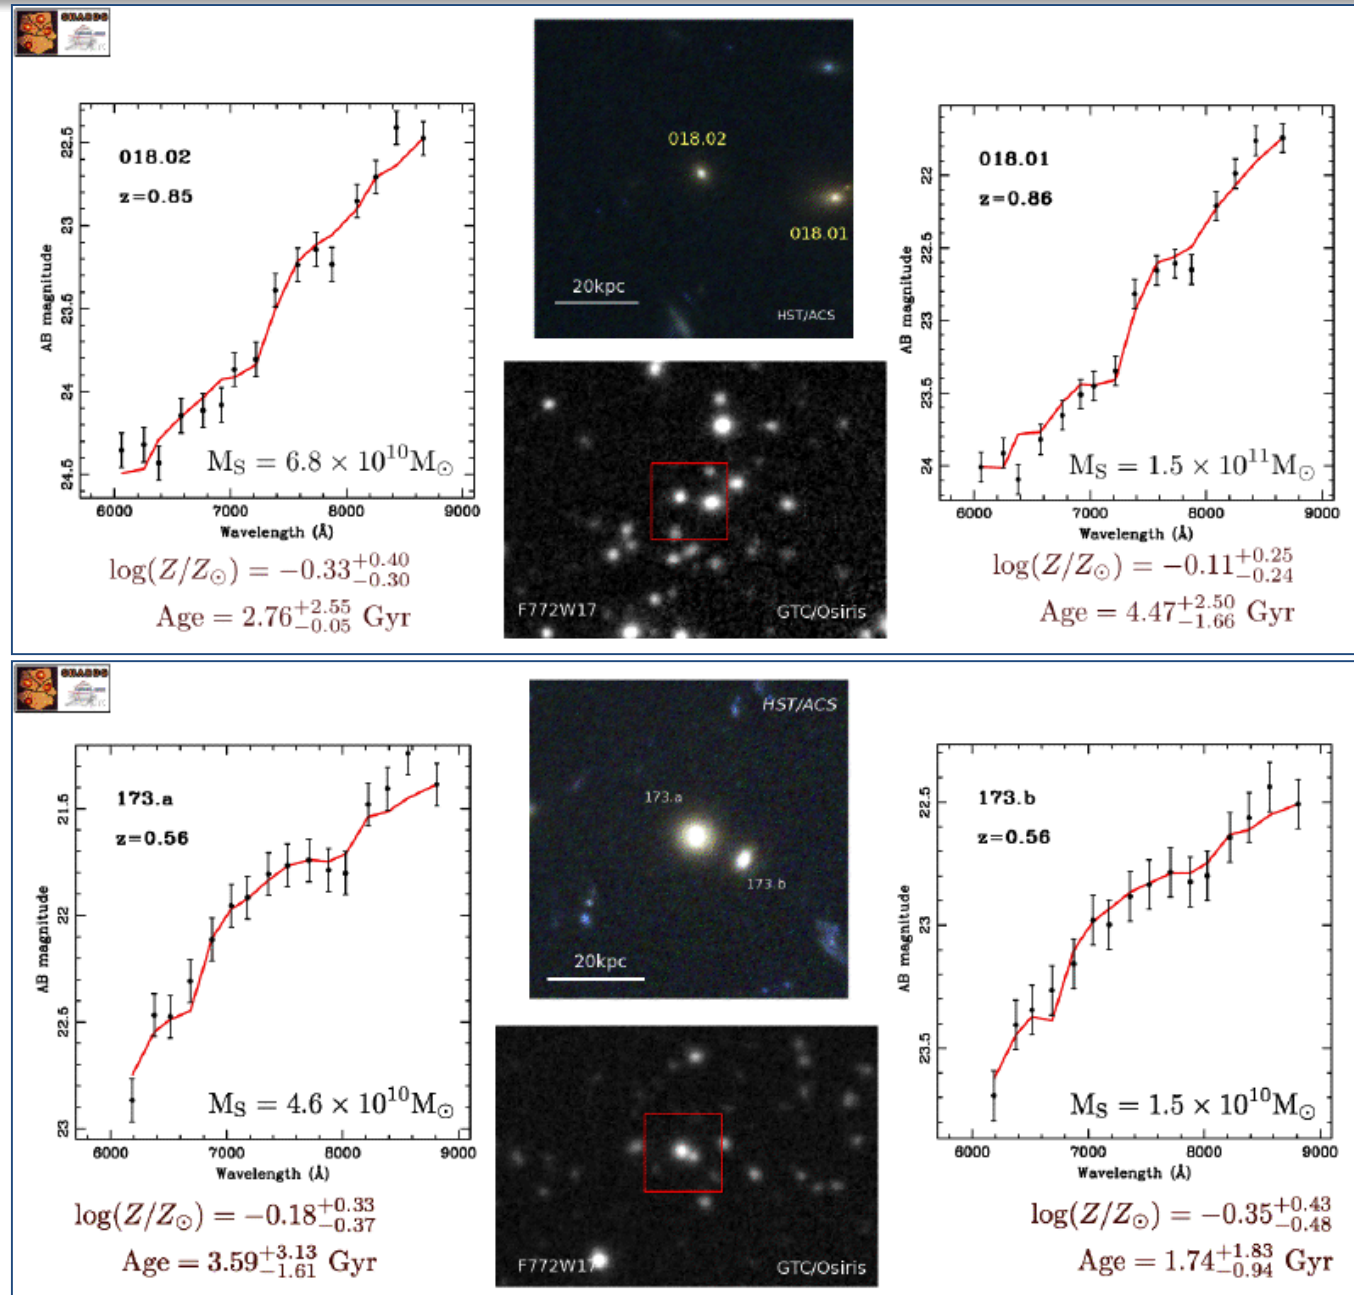 SHARDS
018.02
z=0.85
22.5
23
23.5
24
24.5
AB magnitude
M_S = 6.8 × 10^10 M_⊙
6000 7000 8000 9000
Wavelength (Å)
log(Z/Z_⊙) = −0.33 +0.40 −0.30
Age = 2.76 +2.55 −0.05 Gyr
018.02
018.01
20kpc
HST/ACS
F772W17
GTC/Osiris
018.01
z=0.86
22
22.5
23
23.5
24
AB magnitude
M_S = 1.5 × 10^11 M_⊙
6000 7000 8000 9000
Wavelength (Å)
log(Z/Z_⊙) = −0.11 +0.25 −0.24
Age = 4.47 +2.50 −1.66 Gyr
SHARDS
173.a
z=0.56
21.5
22
22.5
23
AB magnitude
M_S = 4.6 × 10^10 M_⊙
6000 7000 8000 9000
Wavelength (Å)
log(Z/Z_⊙) = −0.18 +0.33 −0.37
Age = 3.59 +3.13 −1.61 Gyr
HST/ACS
173.a
173.b
20kpc
F772W17
GTC/Osiris
173.b
z=0.56
22.5
23
23.5
AB magnitude
M_S = 1.5 × 10^10 M_⊙
6000 7000 8000 9000
Wavelength (Å)
log(Z/Z_⊙) = −0.35 +0.43 −0.48
Age = 1.74 +1.83 −0.94 Gyr